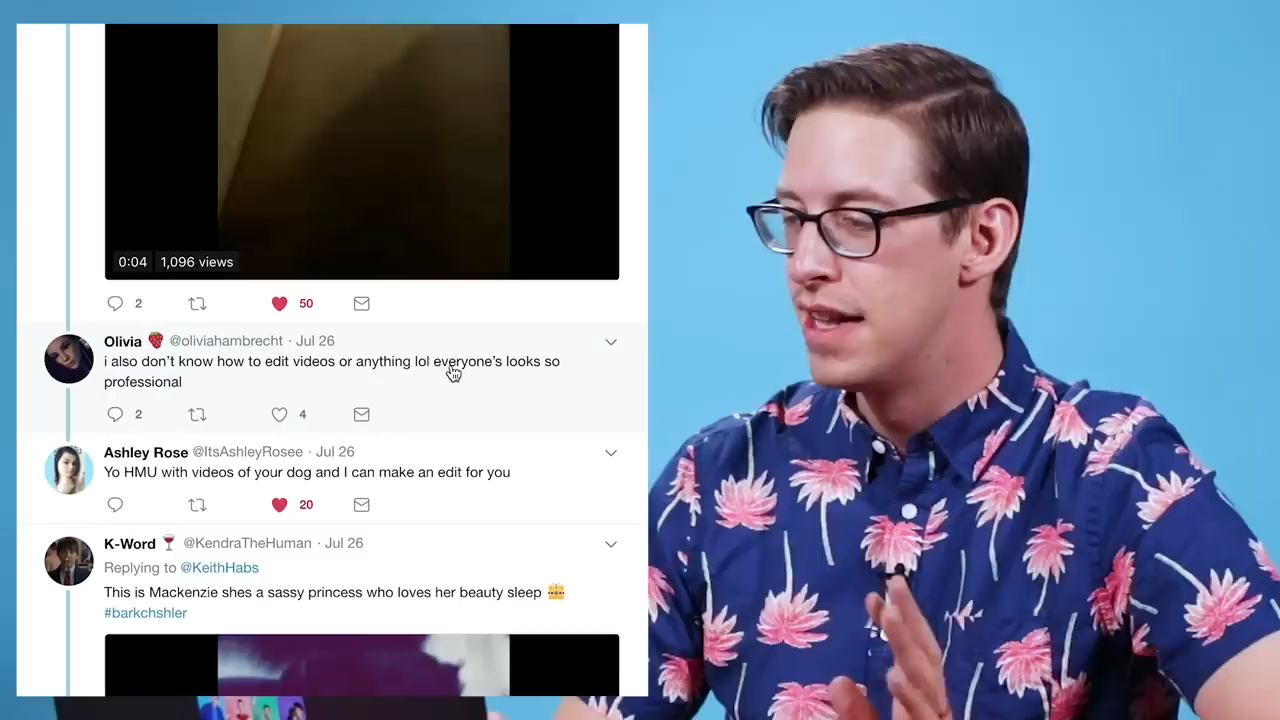 0:04 1,096 views
2 50
Olivia 🍓 @oliviahambrecht · Jul 26
i also don't know how to edit videos or anything lol everyone's looks so
professional
2 4
Ashley Rose @ItsAshleyRosee · Jul 26
Yo HMU with videos of your dog and I can make an edit for you
20
K-Word 🍷 @KendraTheHuman · Jul 26
Replying to @KeithHabs
This is Mackenzie shes a sassy princess who loves her beauty sleep 👑
#barkchshler